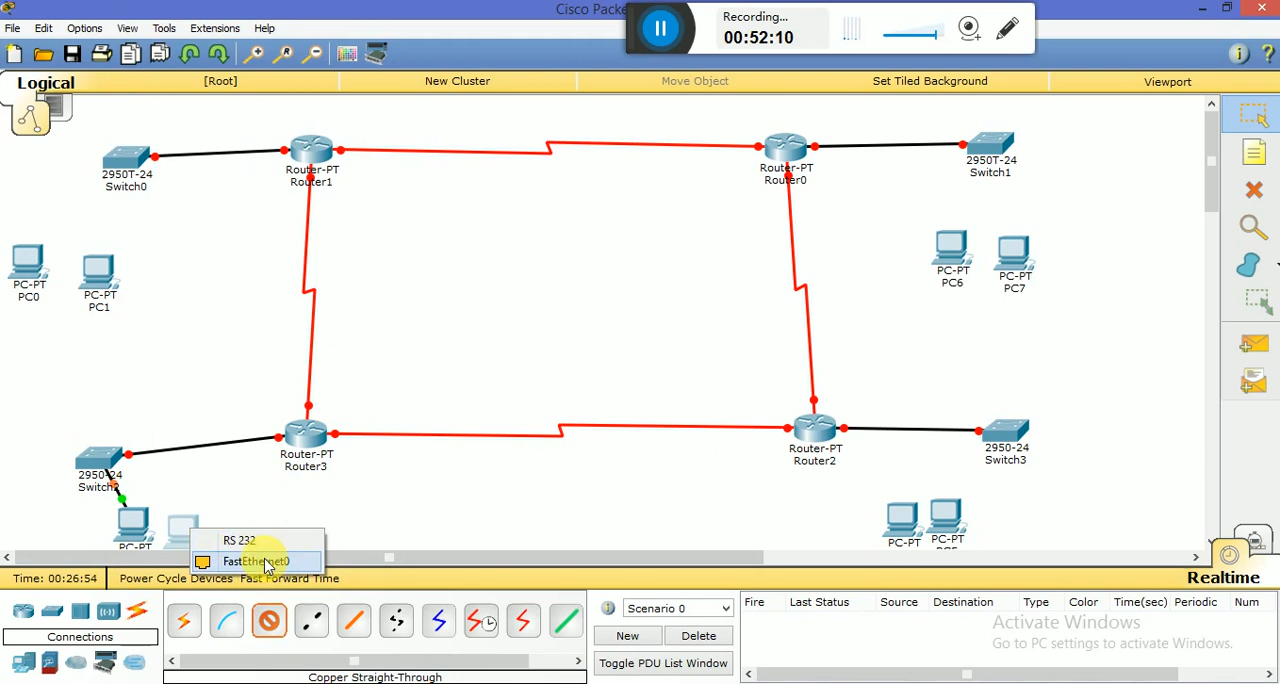 Cisco Packe
Recording...
00:52:10
File Edit Options View Tools Extensions Help
Logical
[Root]
New Cluster
Move Object
Set Tiled Background
Viewport
2950T-24
Switch0
Router-PT
Router1
Router-PT
Router0
2950T-24
Switch1
PC-PT
PC0
PC-PT
PC1
PC-PT
PC6
PC-PT
PC7
2950-24
Switch2
Router-PT
Router3
Router-PT
Router2
2950-24
Switch3
PC-PT
PC-PT
PC-PT
RS 232
FastEthernet0
Time: 00:26:54 Power Cycle Devices Fast Forward Time
Realtime
Connections
Copper Straight-Through
Scenario 0
New Delete
Toggle PDU List Window
Fire Last Status Source Destination Type Color Time(sec) Periodic Num
Activate Windows
Go to PC settings to activate Windows.